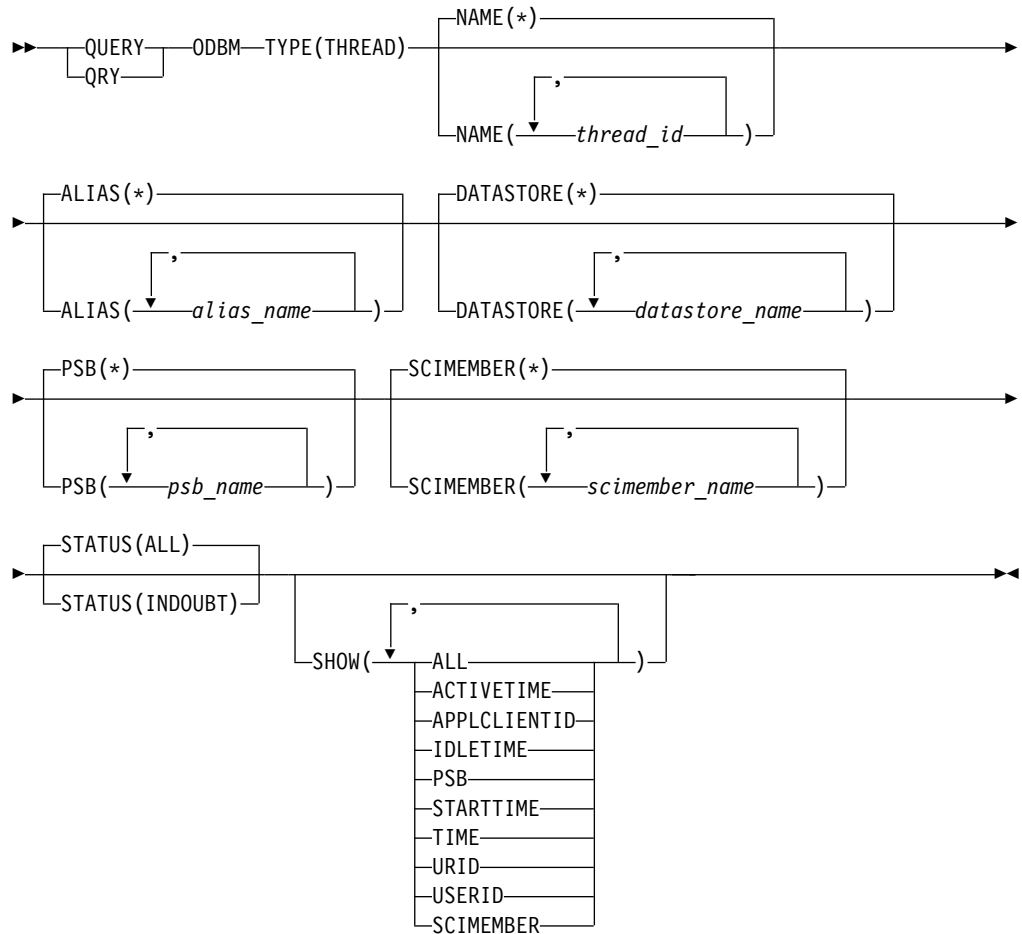 NAME(*)
QUERY ODBM TYPE(THREAD)
QRY
,
NAME( thread_id )
ALIAS(*) DATASTORE(*)
, ,
ALIAS( alias_name ) DATASTORE( datastore_name )
PSB(*) SCIMEMBER(*)
, ,
PSB( psb_name ) SCIMEMBER( scimember_name )
STATUS(ALL)
STATUS(INDOUBT)
,
SHOW( ALL )
ACTIVETIME
APPLCLIENTID
IDLETIME
PSB
STARTTIME
TIME
URID
USERID
SCIMEMBER